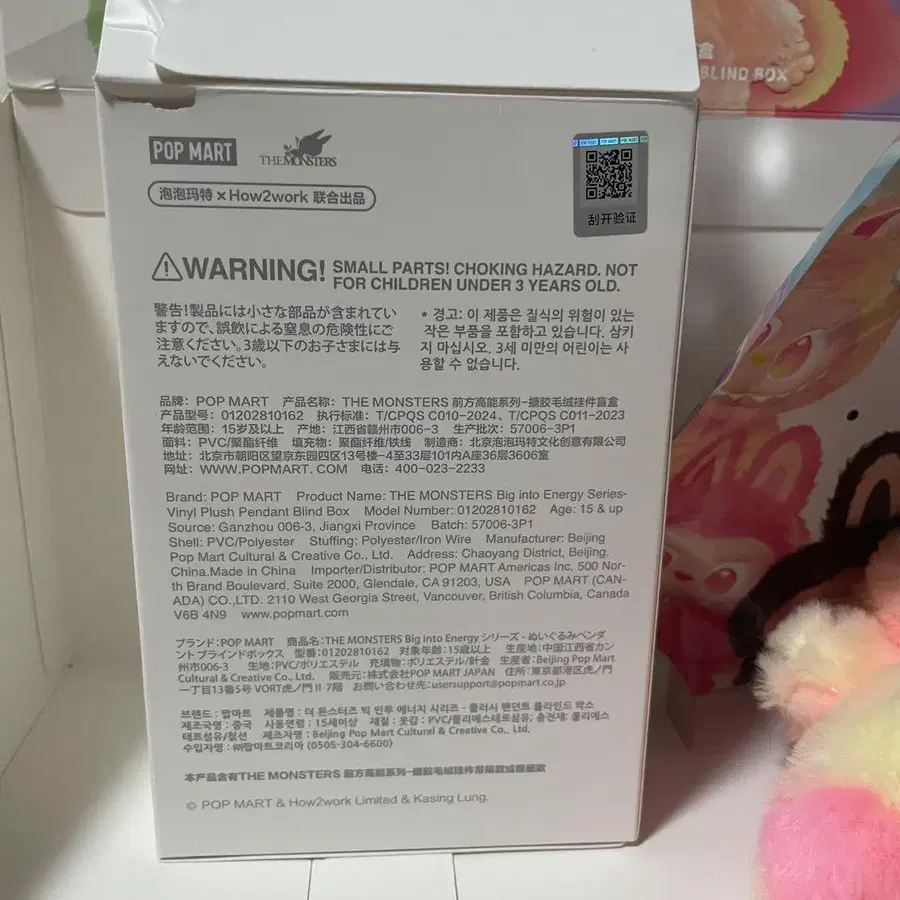 盒
BLIND BOX
POP MART
THE MONSTERS
泡泡玛特 × How2work 联合出品
POP MART POP MART
刮开验证
WARNING! SMALL PARTS! CHOKING HAZARD. NOT
FOR CHILDREN UNDER 3 YEARS OLD.
警告!製品には小さな部品が含まれてい
ますので、誤飲による窒息の危険性にご
注意ください。3歳以下のお子さまには与
えないでください。
* 경고: 이 제품은 질식의 위험이 있는
작은 부품을 포함하고 있습니다. 삼키
지 마십시오. 3세 미만의 어린이는 사
용할 수 없습니다.
品牌: POP MART 产品名称: THE MONSTERS 前方高能系列-搪胶毛绒挂件盲盒
产品型号: 01202810162 执行标准: T/CPQS C010-2024、T/CPQS C011-2023
年龄范围: 15岁及以上 产地: 江西省赣州市006-3 生产批次: 57006-3P1
面料: PVC/聚酯纤维 填充物: 聚酯纤维/铁线 制造商: 北京泡泡玛特文化创意有限公司
地址: 北京市朝阳区望京东园四区13号楼-4至33层101内A座36层3606室
网址: WWW.POPMART.COM 电话: 400-023-2233
Brand: POP MART Product Name: THE MONSTERS Big into Energy Series-
Vinyl Plush Pendant Blind Box Model Number: 01202810162 Age: 15 & up
Source: Ganzhou 006-3, Jiangxi Province Batch: 57006-3P1
Shell: PVC/Polyester Stuffing: Polyester/Iron Wire Manufacturer: Beijing
Pop Mart Cultural & Creative Co., Ltd. Address: Chaoyang District, Beijing,
China.Made in China Importer/Distributor: POP MART Americas Inc. 500 Nor-
th Brand Boulevard, Suite 2000, Glendale, CA 91203, USA POP MART (CAN-
ADA) CO.,LTD. 2110 West Georgia Street, Vancouver, British Columbia, Canada
V6B 4N9 www.popmart.com
ブランド:POP MART 商品名:THE MONSTERS Big into Energy シリーズ - ぬいぐるみペンダ
ント ブラインドボックス 型番:01202810162 対象年齢:15歳以上 生産地:中国江西省カン
州市006-3 生地:PVC/ポリエステル 充填物:ポリエステル/針金 生産者:Beijing Pop Mart
Cultural & Creative Co., Ltd. 販売元:株式会社POP MART JAPAN 住所:東京都港区虎ノ門
一丁目13番5号 VORT虎ノ門 II 7階 お問い合わせ先:usersupport@popmart.co.jp
브랜드 : 팝마트 제품명 : 더 몬스터즈 빅 인투 에너지 시리즈 - 플러시 팬던트 블라인드 박스
제조국명 : 중국 사용연령 : 15세이상 재질 : 옷감 : PVC/폴리에스테르섬유; 충전재: 폴리에스
테르섬유/철선 제조자명 : Beijing Pop Mart Cultural & Creative Co., Ltd.
수입자명 : ㈜팝마트코리아 (0505-304-6600)
本产品含有THE MONSTERS 前方高能系列-搪胶毛绒挂件常规款或隐藏款
© POP MART & How2work Limited & Kasing Lung.